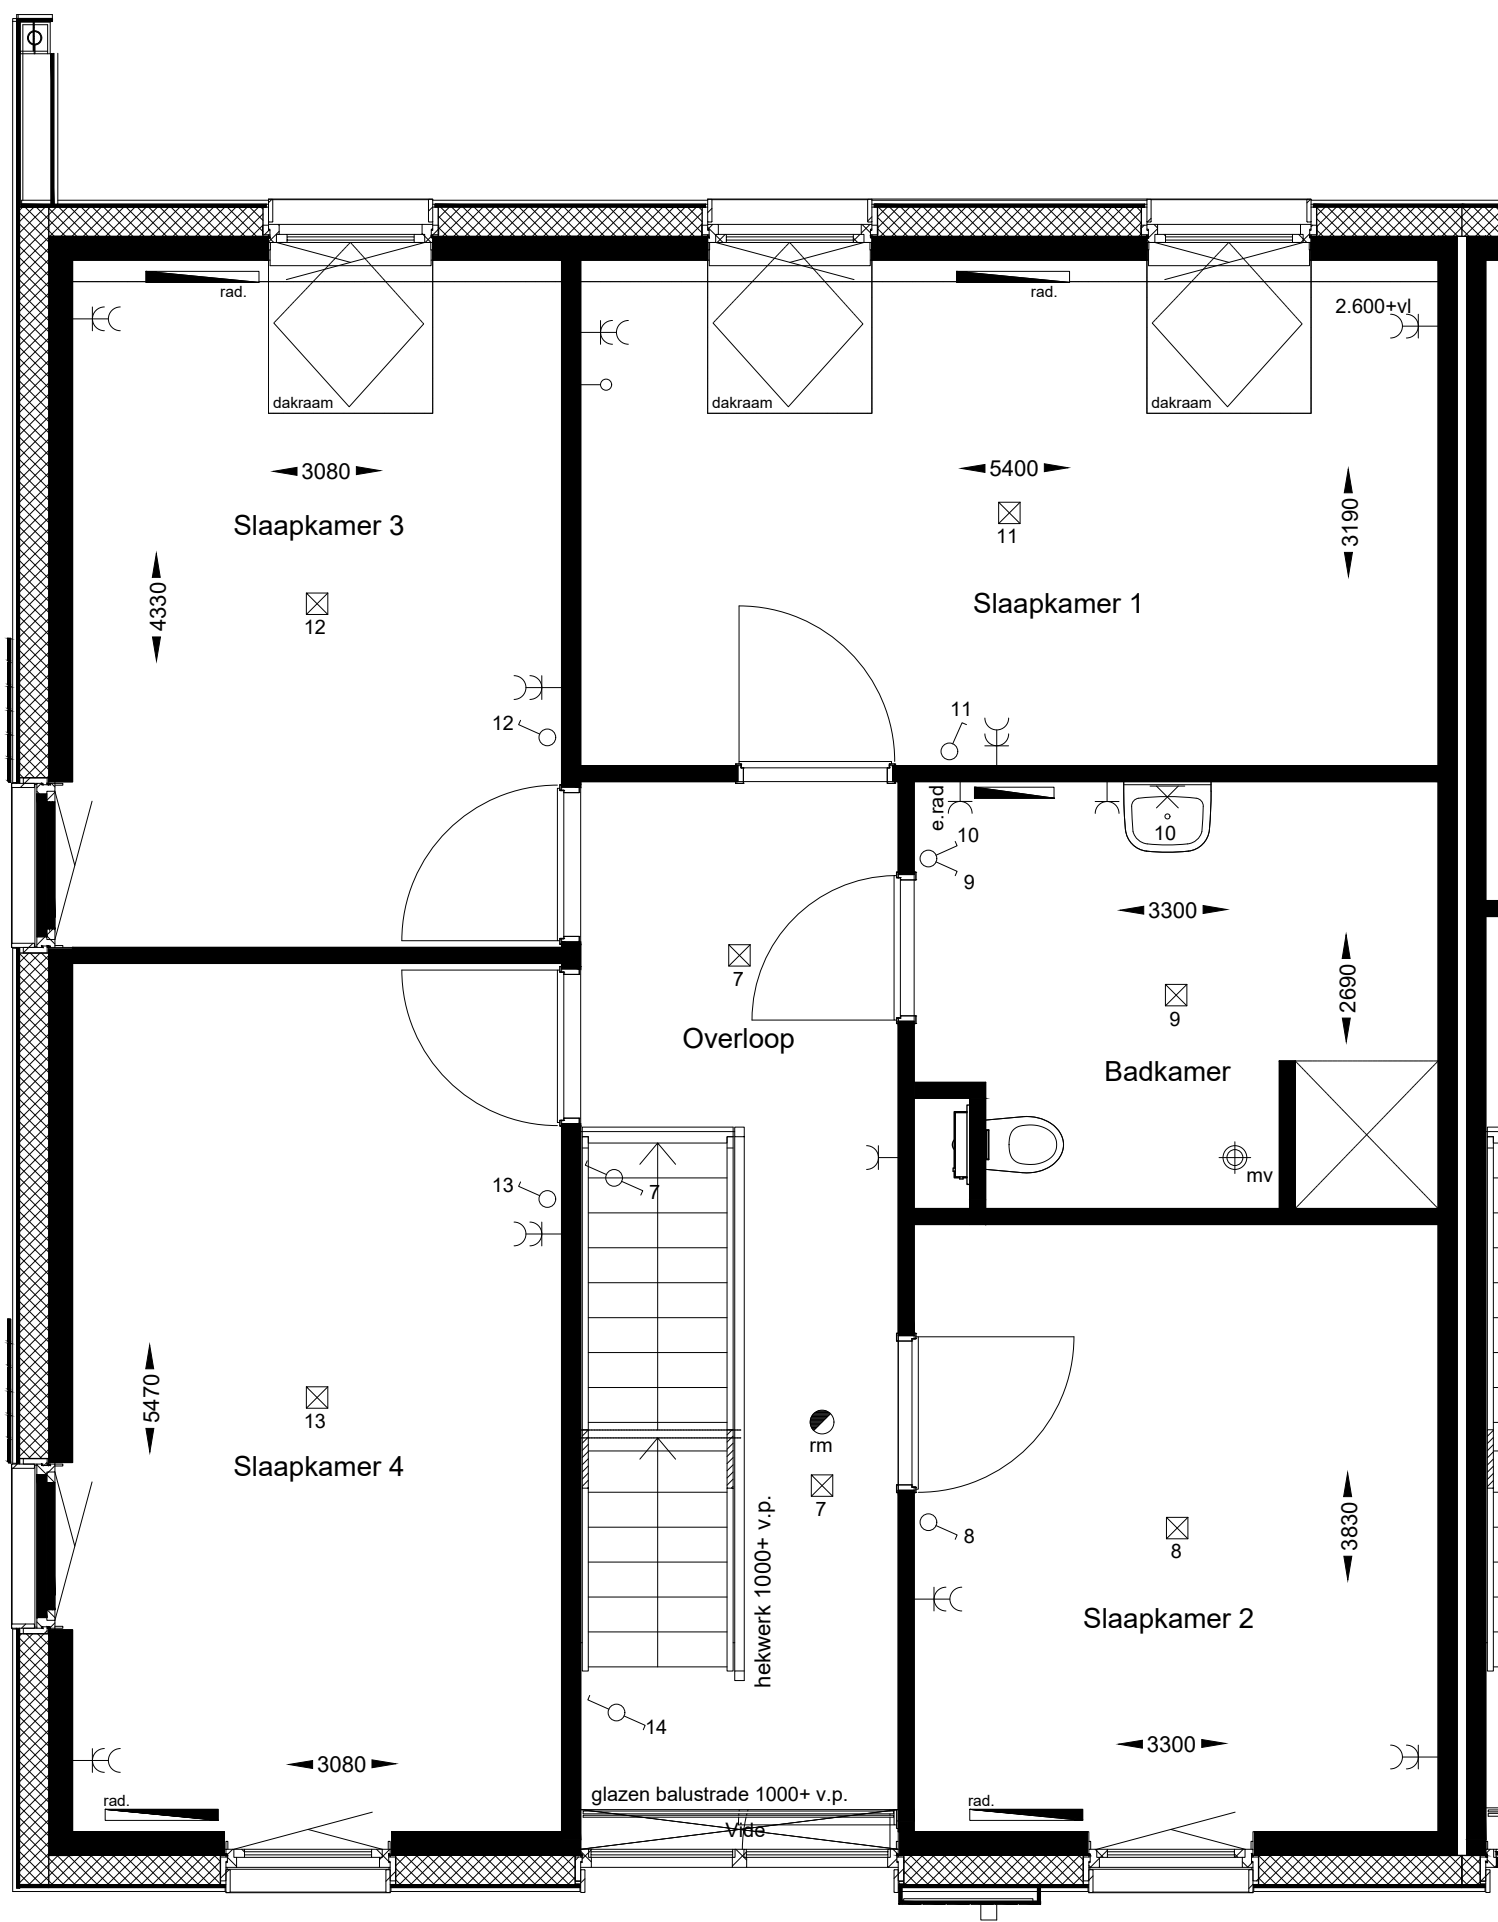 rad.
rad.
2.600+vl
dakraam
dakraam
dakraam
3080
5400
Slaapkamer 3
3190
11
4330
Slaapkamer 1
12
12
11
e.rad
10
10
9
3300
7
2690
9
Overloop
Badkamer
mv
13
7
5470
13
rm
Slaapkamer 4
7
hekwerk 1000+ v.p.
8
8
3830
Slaapkamer 2
14
3080
3300
glazen balustrade 1000+ v.p.
rad.
rad.
Vide